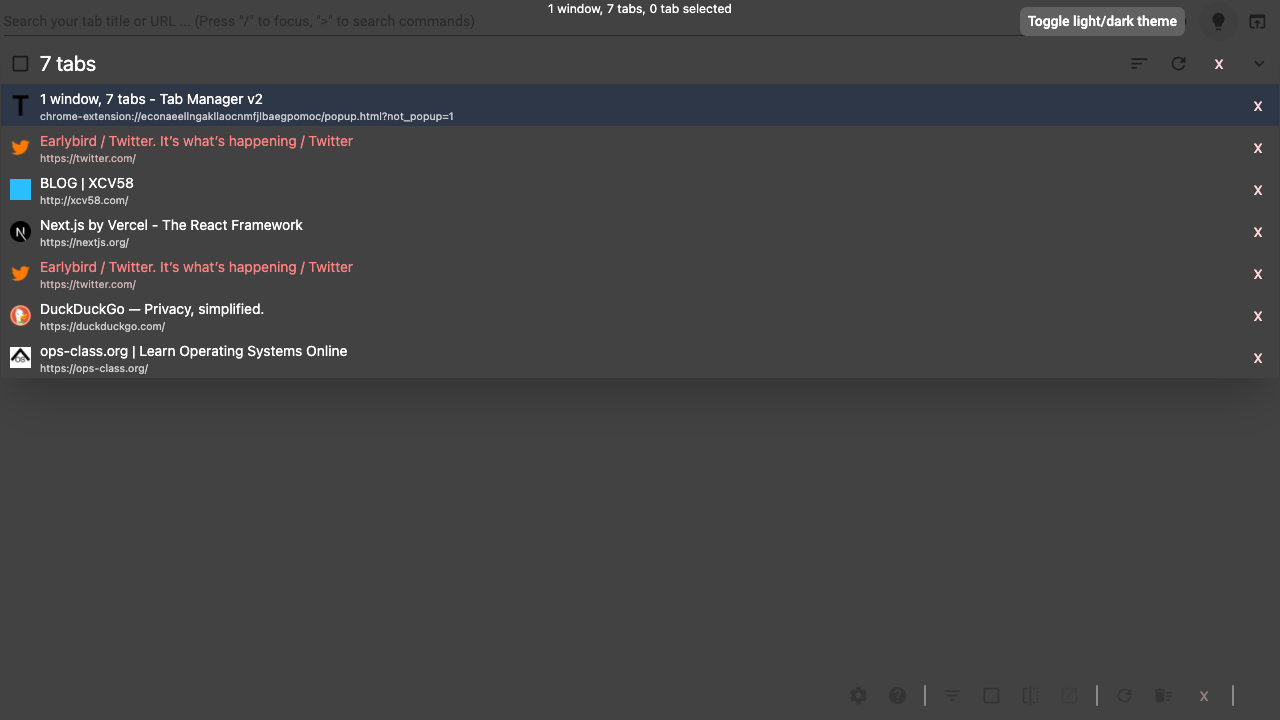 1 window, 7 tabs, 0 tab selected
Search your tab title or URL ... (Press "/" to focus, ">" to search commands)
Toggle light/dark theme
7 tabs
X
1 window, 7 tabs - Tab Manager v2
chrome-extension://econaeellngakllaocnmfjlbaegpomoc/popup.html?not_popup=1
X
Earlybird / Twitter. It's what's happening / Twitter
https://twitter.com/
X
BLOG | XCV58
http://xcv58.com/
X
Next.js by Vercel - The React Framework
https://nextjs.org/
X
Earlybird / Twitter. It's what's happening / Twitter
https://twitter.com/
X
DuckDuckGo — Privacy, simplified.
https://duckduckgo.com/
X
ops-class.org | Learn Operating Systems Online
https://ops-class.org/
X
X